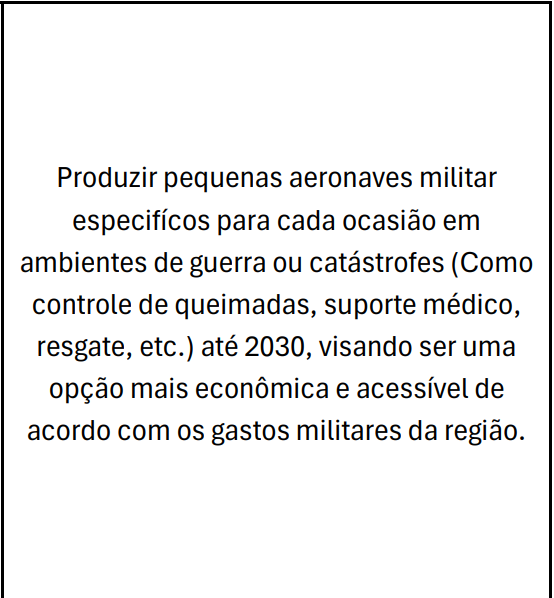 Produzir pequenas aeronaves militar
especifícos para cada ocasião em
ambientes de guerra ou catástrofes (Como
controle de queimadas, suporte médico,
resgate, etc.) até 2030, visando ser uma
opção mais econômica e acessível de
acordo com os gastos militares da região.